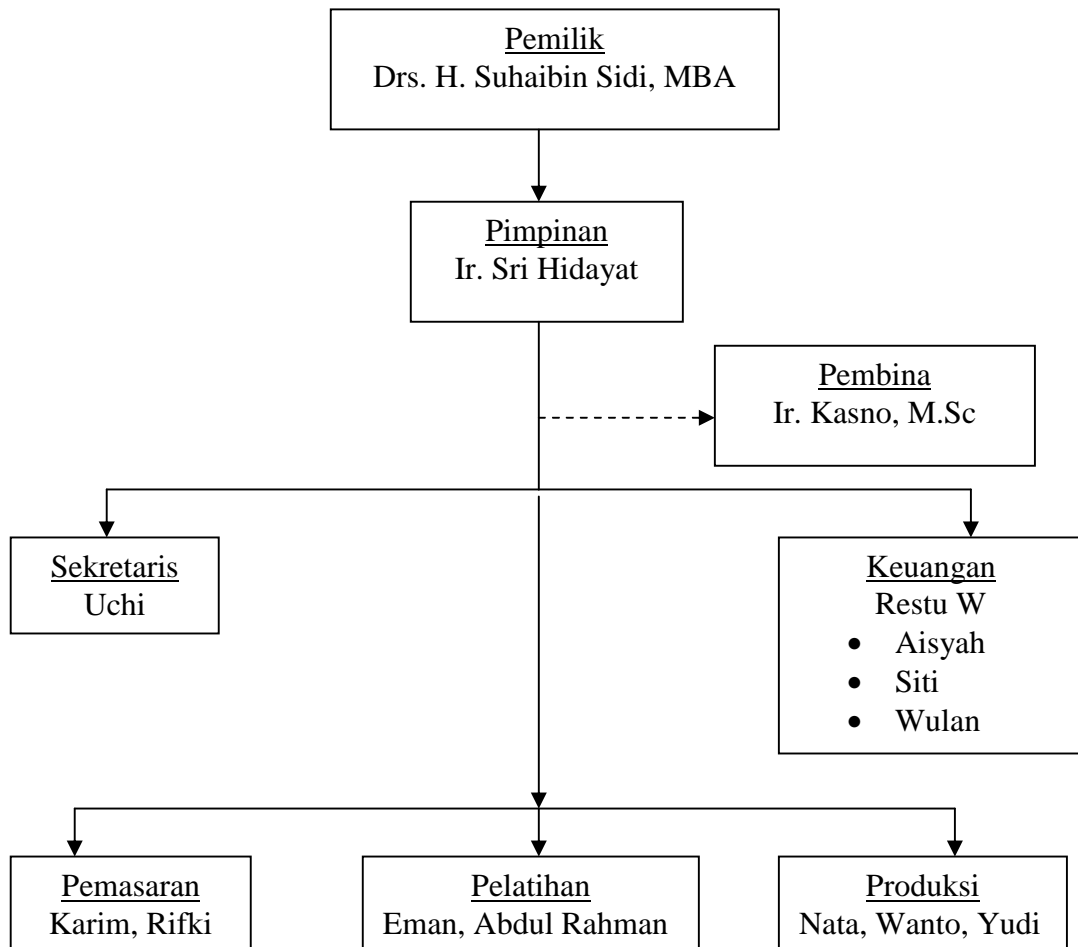 Pemilik
Drs. H. Suhaibin Sidi, MBA
Pimpinan
Ir. Sri Hidayat
Pembina
Ir. Kasno, M.Sc
Sekretaris
Uchi
Keuangan
Restu W
• Aisyah
• Siti
• Wulan
Pemasaran
Karim, Rifki
Pelatihan
Eman, Abdul Rahman
Produksi
Nata, Wanto, Yudi